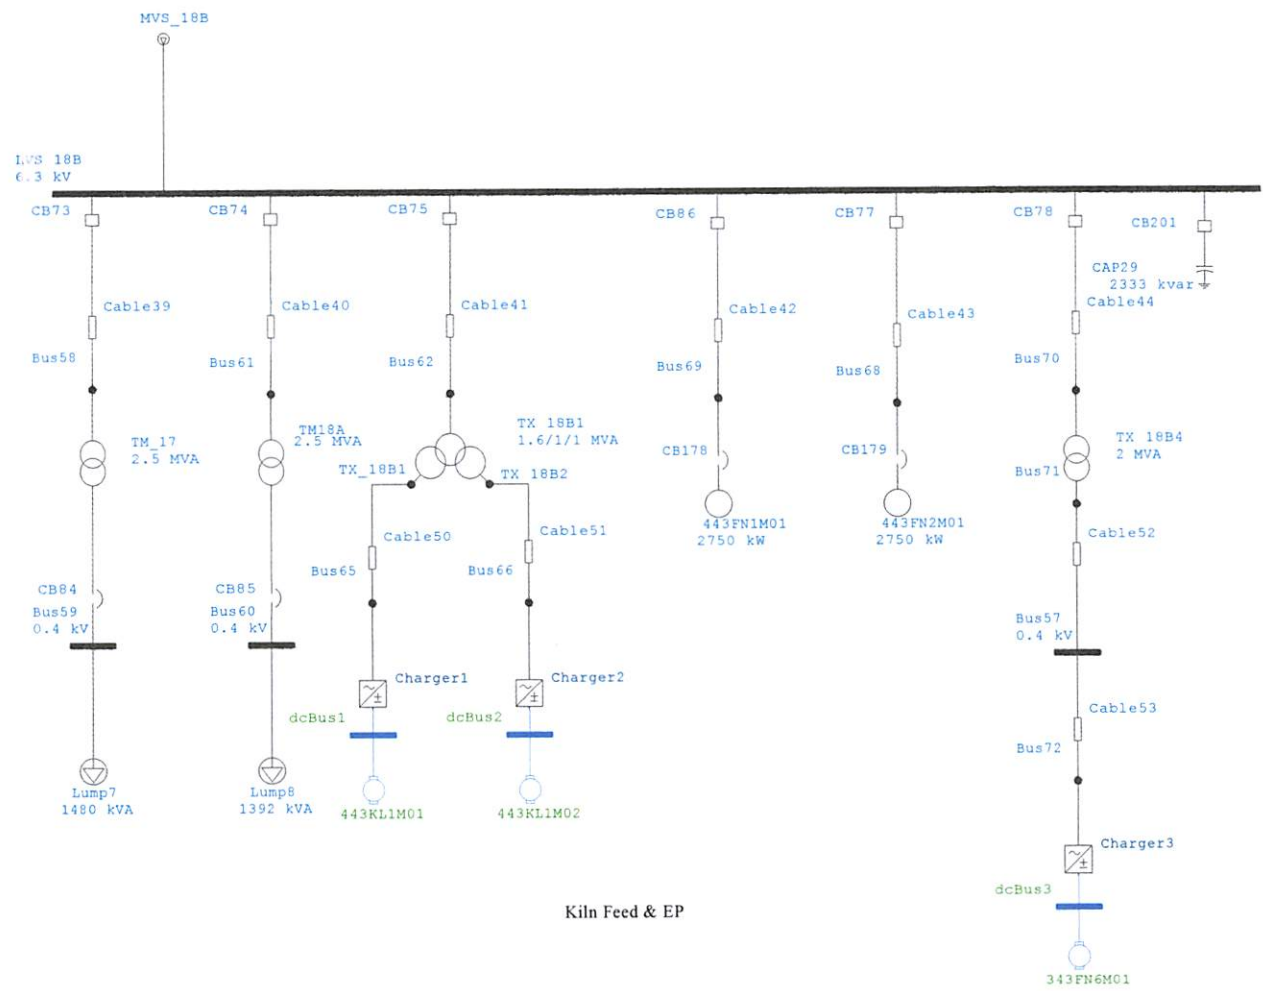 MVS_18B
LVS 18B
6.3 kV
CB73
CB74
CB75
CB86
CB77
CB78
CB201
CAP29
2333 kvar
Cable39
Cable40
Cable41
Cable42
Cable43
Cable44
Bus58
Bus61
Bus62
Bus69
Bus68
Bus70
TM_17
2.5 MVA
TM18A
2.5 MVA
TX 18B1
1.6/1/1 MVA
TX_18B1
TX 18B2
CB178
CB179
TX 18B4
2 MVA
Bus71
443FN1M01
2750 kW
443FN2M01
2750 kW
Cable50
Cable51
Cable52
Bus65
Bus66
CB84
Bus59
0.4 kV
CB85
Bus60
0.4 kV
Bus57
0.4 kV
Charger1
Charger2
dcBus1
dcBus2
Cable53
Bus72
Lump7
1480 kVA
Lump8
1392 kVA
443KL1M01
443KL1M02
Charger3
dcBus3
343FN6M01
Kiln Feed & EP